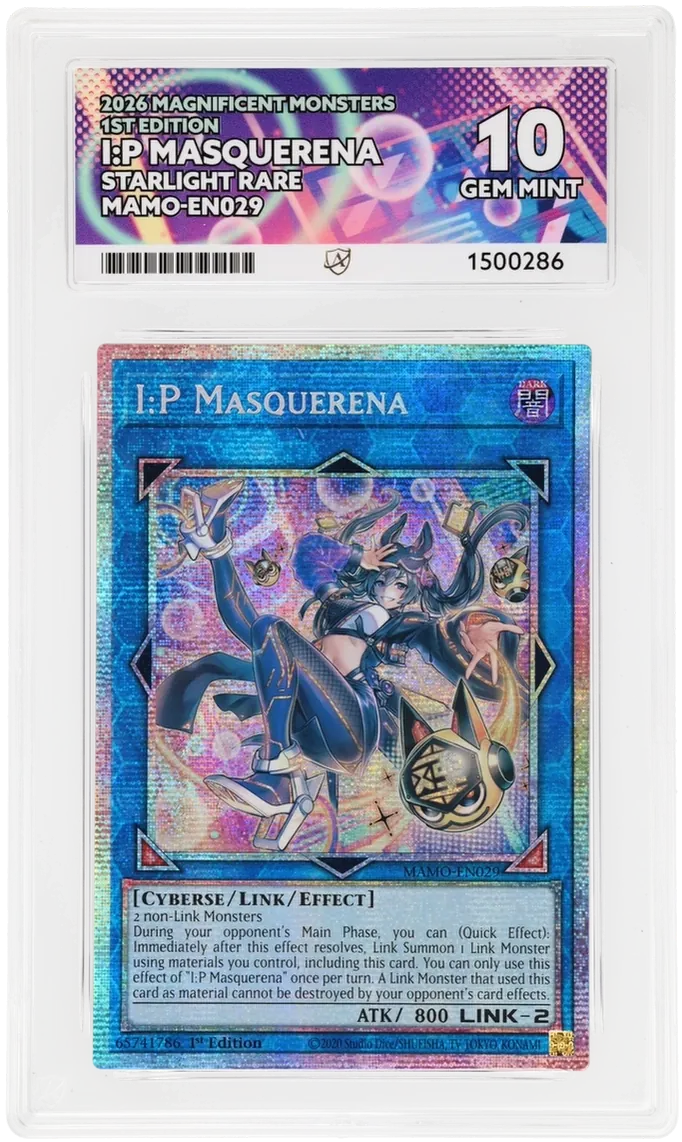 2026 MAGNIFICENT MONSTERS
1ST EDITION
I:P MASQUERENA
STARLIGHT RARE
MAMO-EN029
10
GEM MINT
1500286
I:P MASQUERENA
DARK
闇
MAMO-EN029
[CYBERSE/LINK/EFFECT]
2 non-Link Monsters
During your opponent's Main Phase, you can (Quick Effect):
Immediately after this effect resolves, Link Summon 1 Link Monster
using materials you control, including this card. You can only use this
effect of "I:P Masquerena" once per turn. A Link Monster that used this
card as material cannot be destroyed by your opponent's card effects.
ATK/ 800 LINK-2
65741786 1st Edition
©2020 Studio Dice/SHUEISHA, TV TOKYO, KONAMI